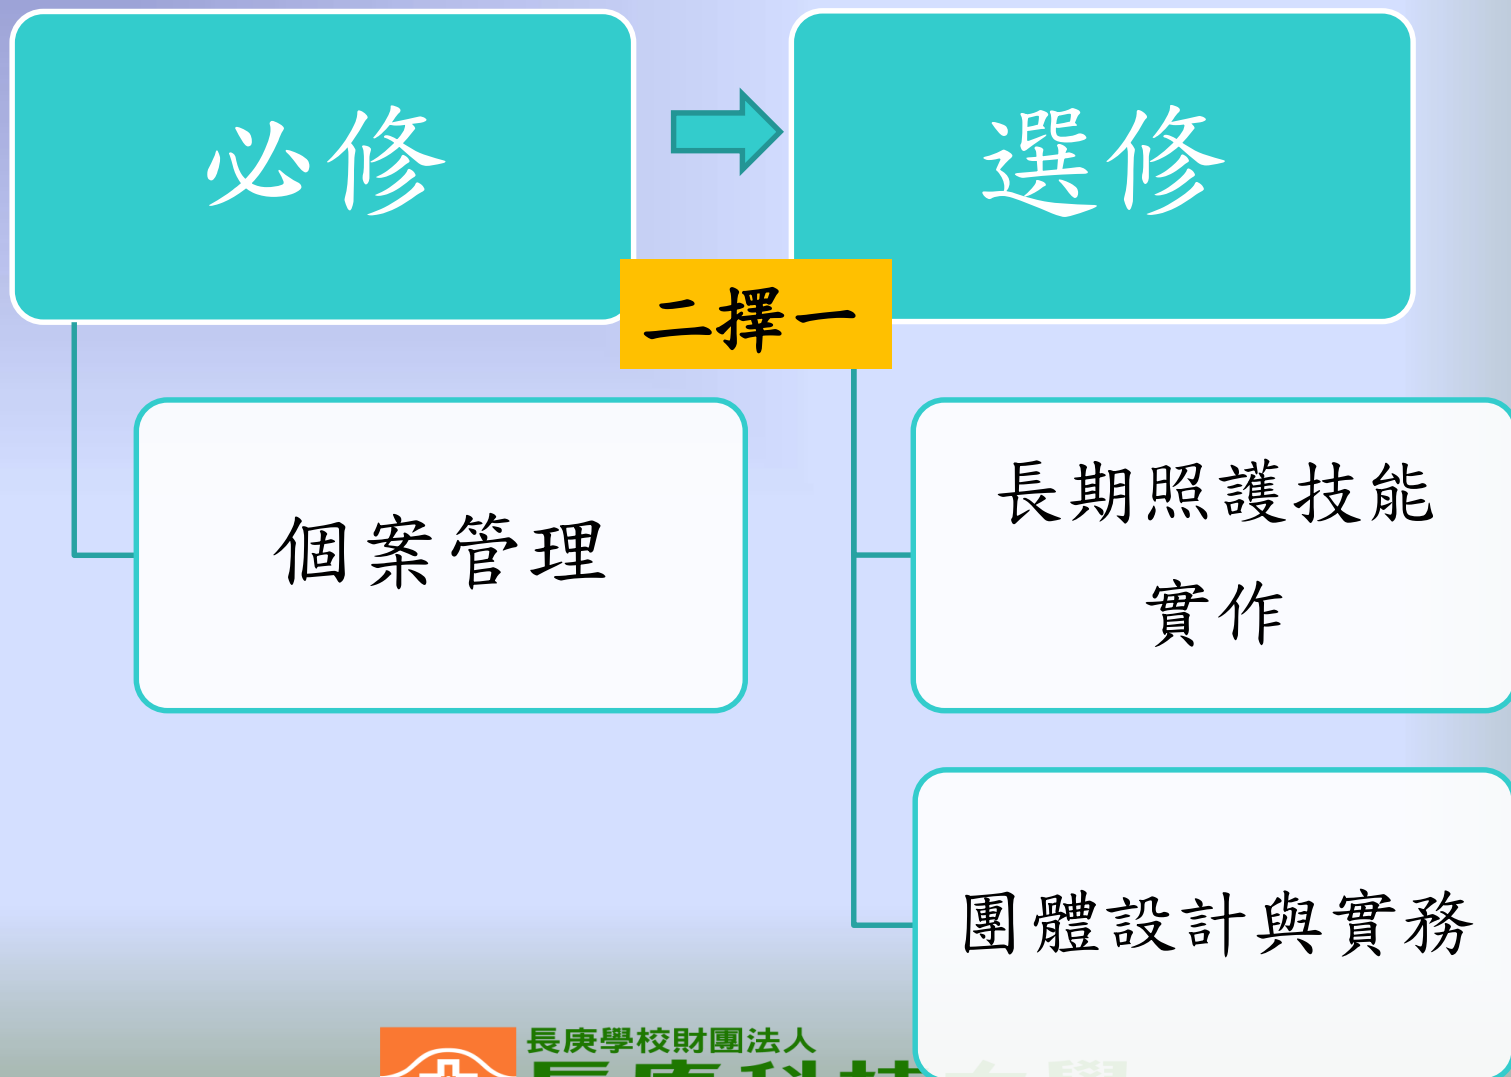 必修
選修
二擇一
個案管理
長期照護技能
實作
團體設計與實務
長庚學校財團法人